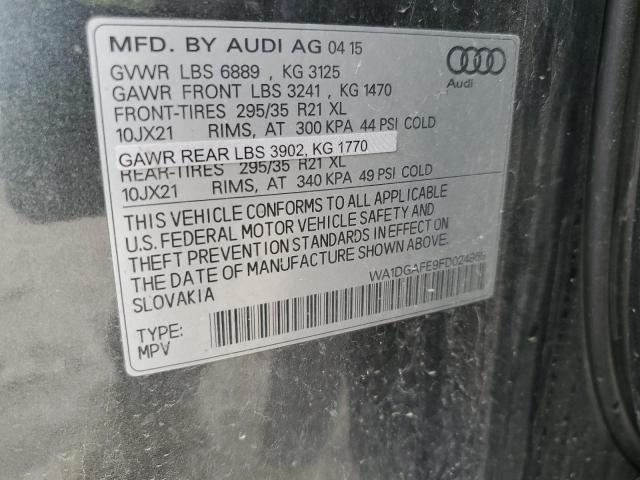 MFD. BY AUDI AG 04 15
GVWR LBS 6889 , KG 3125
GAWR FRONT LBS 3241 , KG 1470
FRONT-TIRES 295/35 R21 XL
10JX21 RIMS, AT 300 KPA 44 PSI COLD
GAWR REAR LBS 3902, KG 1770
REAR-TIRES 295/35 R21 XL
10JX21 RIMS, AT 340 KPA 49 PSI COLD
THIS VEHICLE CONFORMS TO ALL APPLICABLE
U.S. FEDERAL MOTOR VEHICLE SAFETY AND
THEFT PREVENTION STANDARDS IN EFFECT ON
THE DATE OF MANUFACTURE SHOWN ABOVE.
SLOVAKIA
TYPE:
MPV
Audi